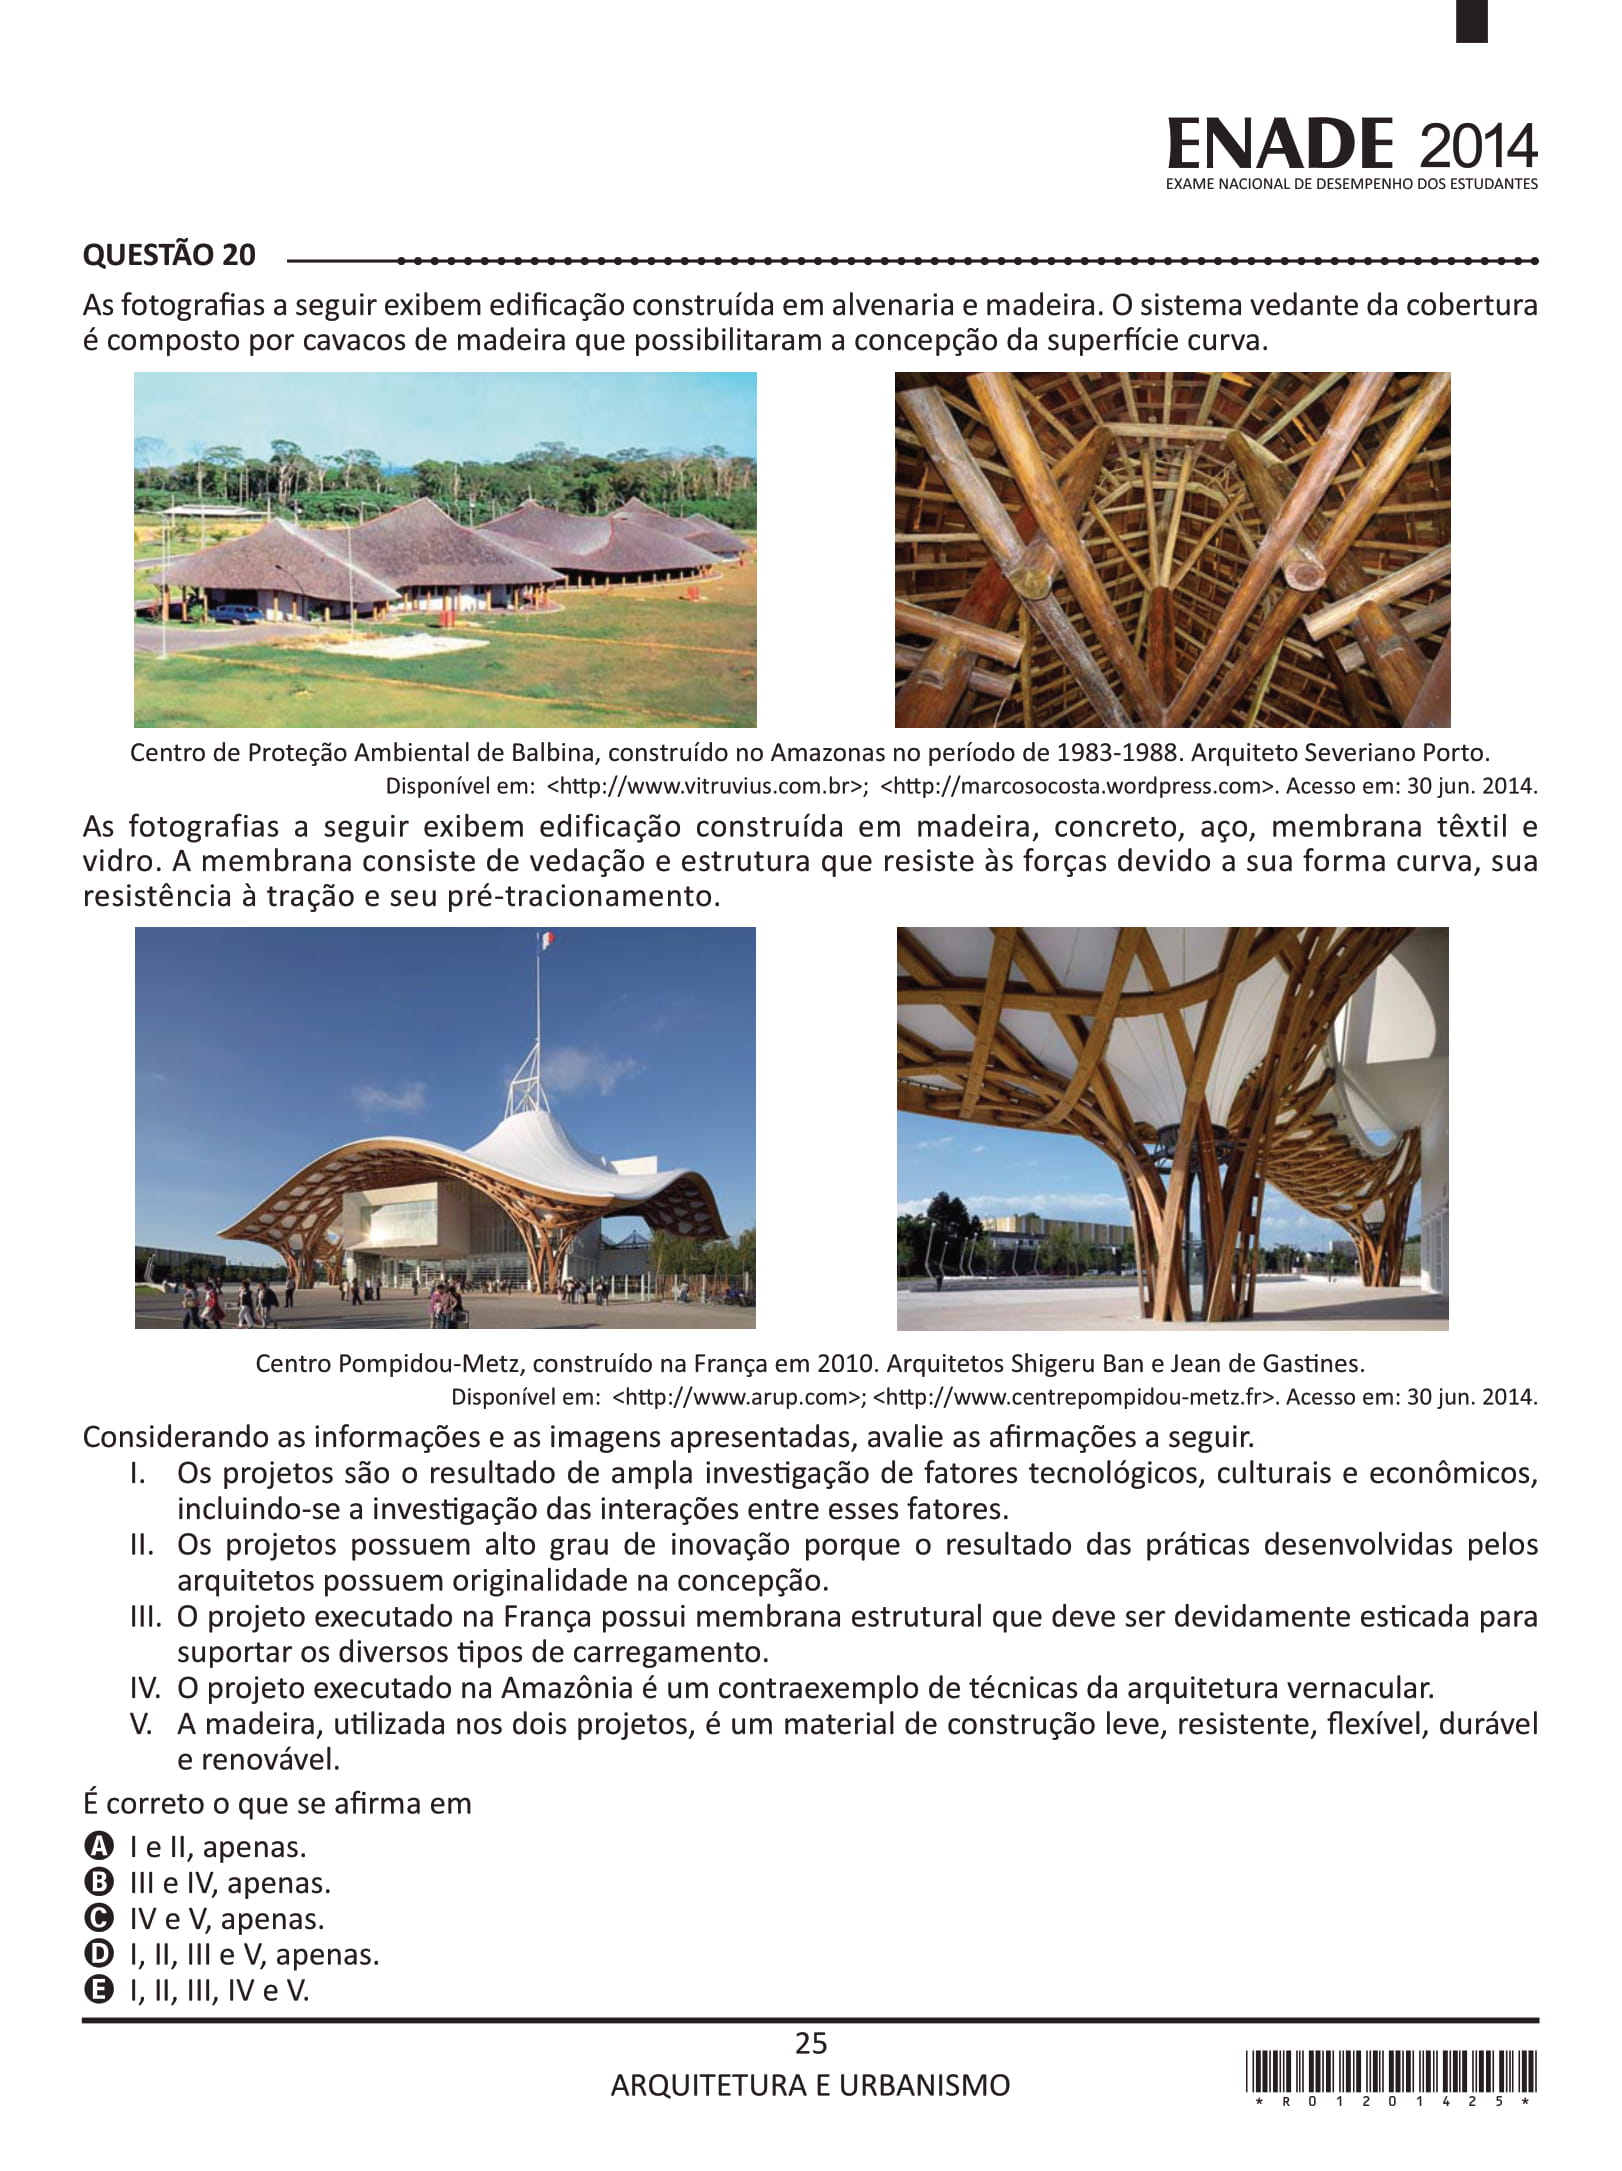 ENADE 2014
EXAME NACIONAL DE DESEMPENHO DOS ESTUDANTES
QUESTÃO 20
As fotografias a seguir exibem edificação construída em alvenaria e madeira. O sistema vedante da cobertura
é composto por cavacos de madeira que possibilitaram a concepção da superfície curva.
Centro de Proteção Ambiental de Balbina, construído no Amazonas no período de 1983-1988. Arquiteto Severiano Porto.
Disponível em: <http://www.vitruvius.com.br>; <http://marcosocosta.wordpress.com>. Acesso em: 30 jun. 2014.
As fotografias a seguir exibem edificação construída em madeira, concreto, aço, membrana têxtil e
vidro. A membrana consiste de vedação e estrutura que resiste às forças devido a sua forma curva, sua
resistência à tração e seu pré-tracionamento.
Centro Pompidou-Metz, construído na França em 2010. Arquitetos Shigeru Ban e Jean de Gastines.
Disponível em: <http://www.arup.com>; <http://www.centrepompidou-metz.fr>. Acesso em: 30 jun. 2014.
Considerando as informações e as imagens apresentadas, avalie as afirmações a seguir.
I. Os projetos são o resultado de ampla investigação de fatores tecnológicos, culturais e econômicos,
incluindo-se a investigação das interações entre esses fatores.
II. Os projetos possuem alto grau de inovação porque o resultado das práticas desenvolvidas pelos
arquitetos possuem originalidade na concepção.
III. O projeto executado na França possui membrana estrutural que deve ser devidamente esticada para
suportar os diversos tipos de carregamento.
IV. O projeto executado na Amazônia é um contraexemplo de técnicas da arquitetura vernacular.
V. A madeira, utilizada nos dois projetos, é um material de construção leve, resistente, flexível, durável
e renovável.
É correto o que se afirma em
A I e II, apenas.
B III e IV, apenas.
C IV e V, apenas.
D I, II, III e V, apenas.
E I, II, III, IV e V.
25
ARQUITETURA E URBANISMO
*R01201425*